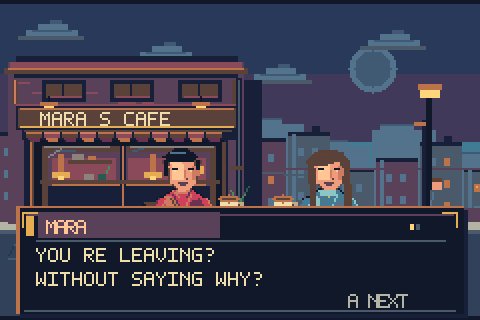 MARA S CAFE
MARA
YOU RE LEAVING?
WITHOUT SAYING WHY?
A NEXT